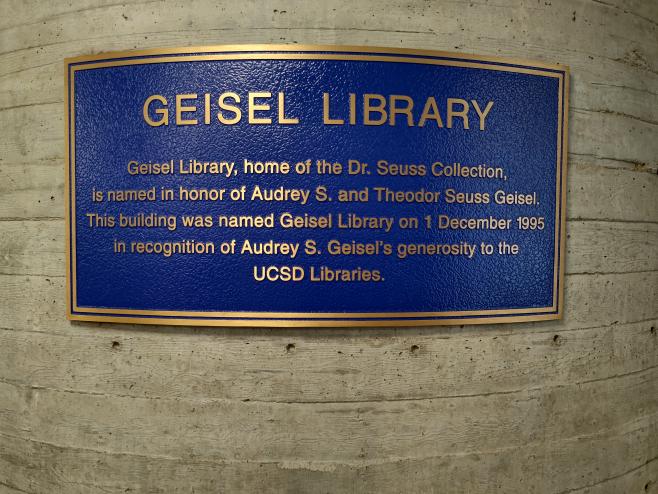 GEISEL LIBRARY
Geisel Library, home of the Dr. Seuss Collection,
is named in honor of Audrey S. and Theodor Seuss Geisel.
This building was named Geisel Library on 1 December 1995
in recognition of Audrey S. Geisel's generosity to the
UCSD Libraries.